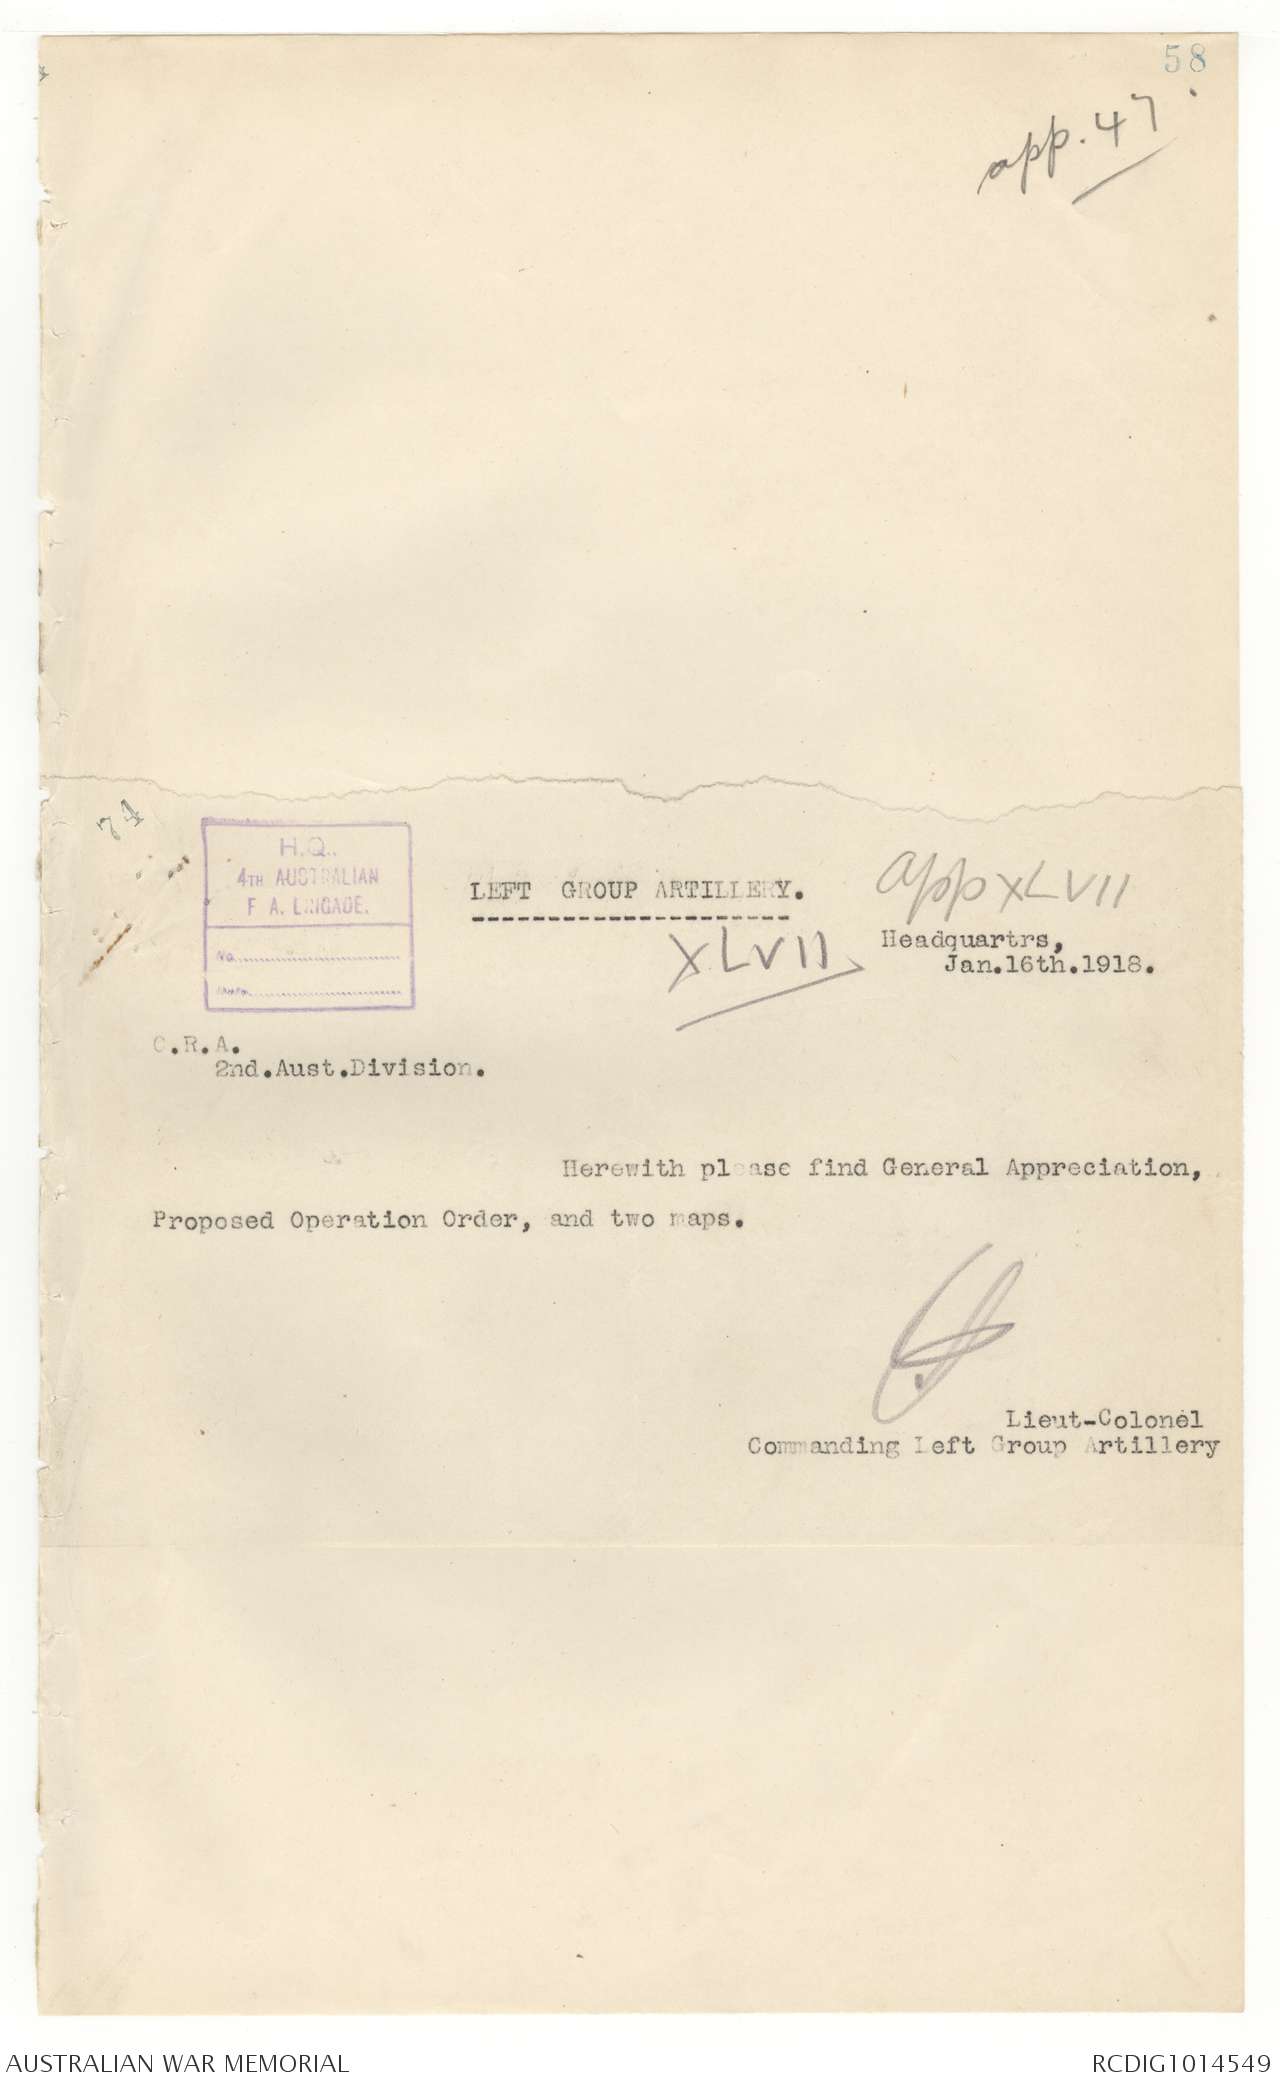 58
app. 47
74
H.Q..
4TH AUSTRALIAN
F A. BRIGADE.
No.
LEFT GROUP ARTILLERY.
app XLVII
XLVII
Headquartrs,
Jan.16th.1918.
C.R.A.
2nd.Aust.Division.
Herewith please find General Appreciation,
Proposed Operation Order, and two maps.
Lieut-Colonel
Commanding Left Group Artillery
AUSTRALIAN WAR MEMORIAL
RCDIG1014549